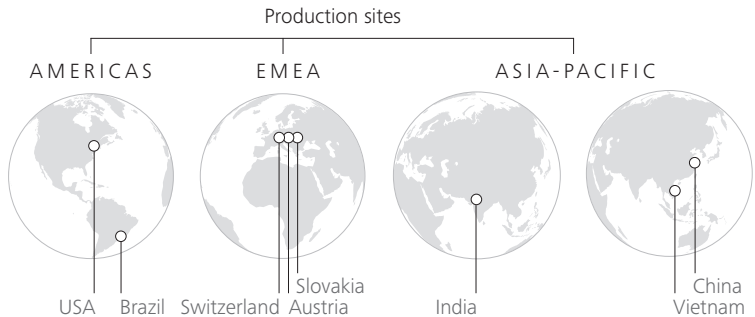 Production sites
AMERICAS
EMEA
ASIA-PACIFIC
USA
Brazil
Switzerland
Austria
Slovakia
India
China
Vietnam